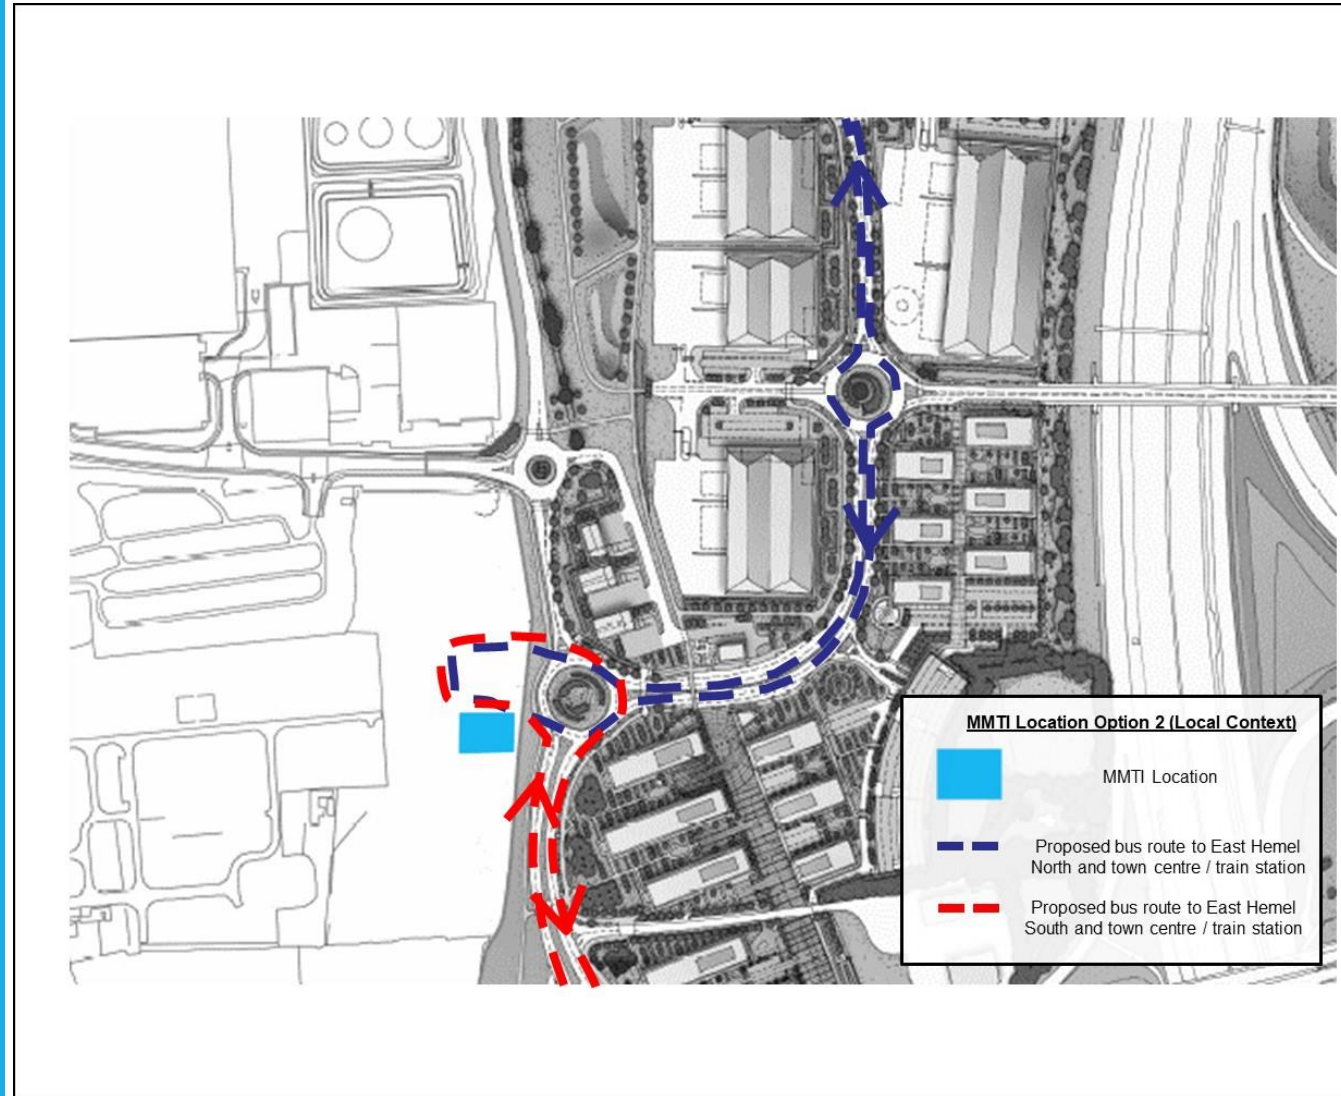 MMTI Location Option 2 (Local Context)
MMTI Location
Proposed bus route to East Hemel
North and town centre / train station
Proposed bus route to East Hemel
South and town centre / train station